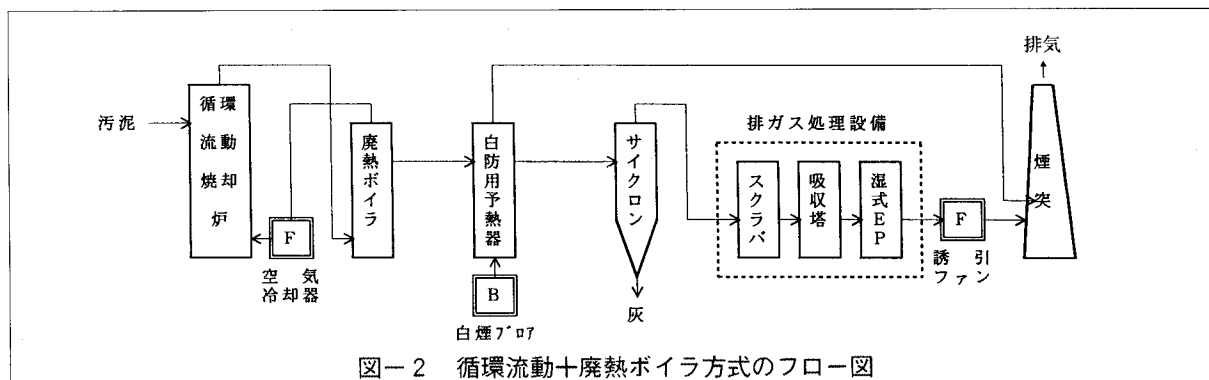 排気
汚泥
循環流動焼却炉
F
空気冷却器
廃熱ボイラ
白防用予熱器
B
白煙ブロア
サイクロン
灰
排ガス処理設備
スクラバ
吸収塔
湿式EP
F
誘引ファン
煙突
図-2 循環流動+廃熱ボイラ方式のフロー図